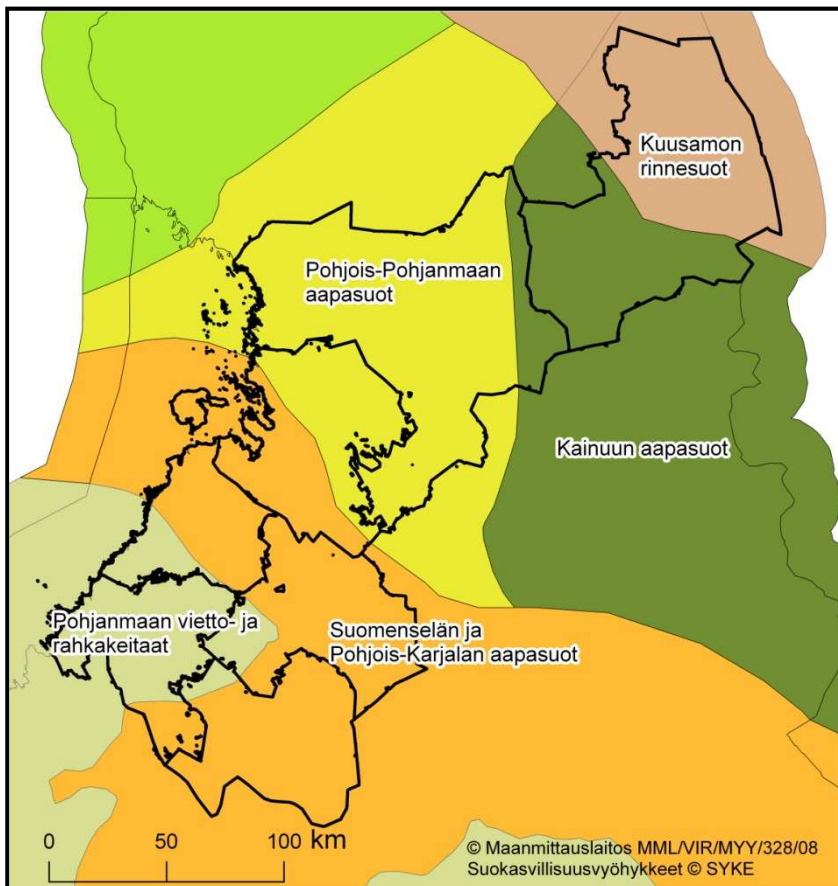 Kuusamon
rinnesuot
Pohjois-Pohjanmaan
aapasuot
Kainuun aapasuot
Pohjanmaan vietto- ja
rahkakeitaat
Suomenselän ja
Pohjois-Karjalan aapasuot
0 50 100 km
© Maanmittauslaitos MML/VIR/MYY/328/08
Suokasvillisuusvyöhykkeet © SYKE